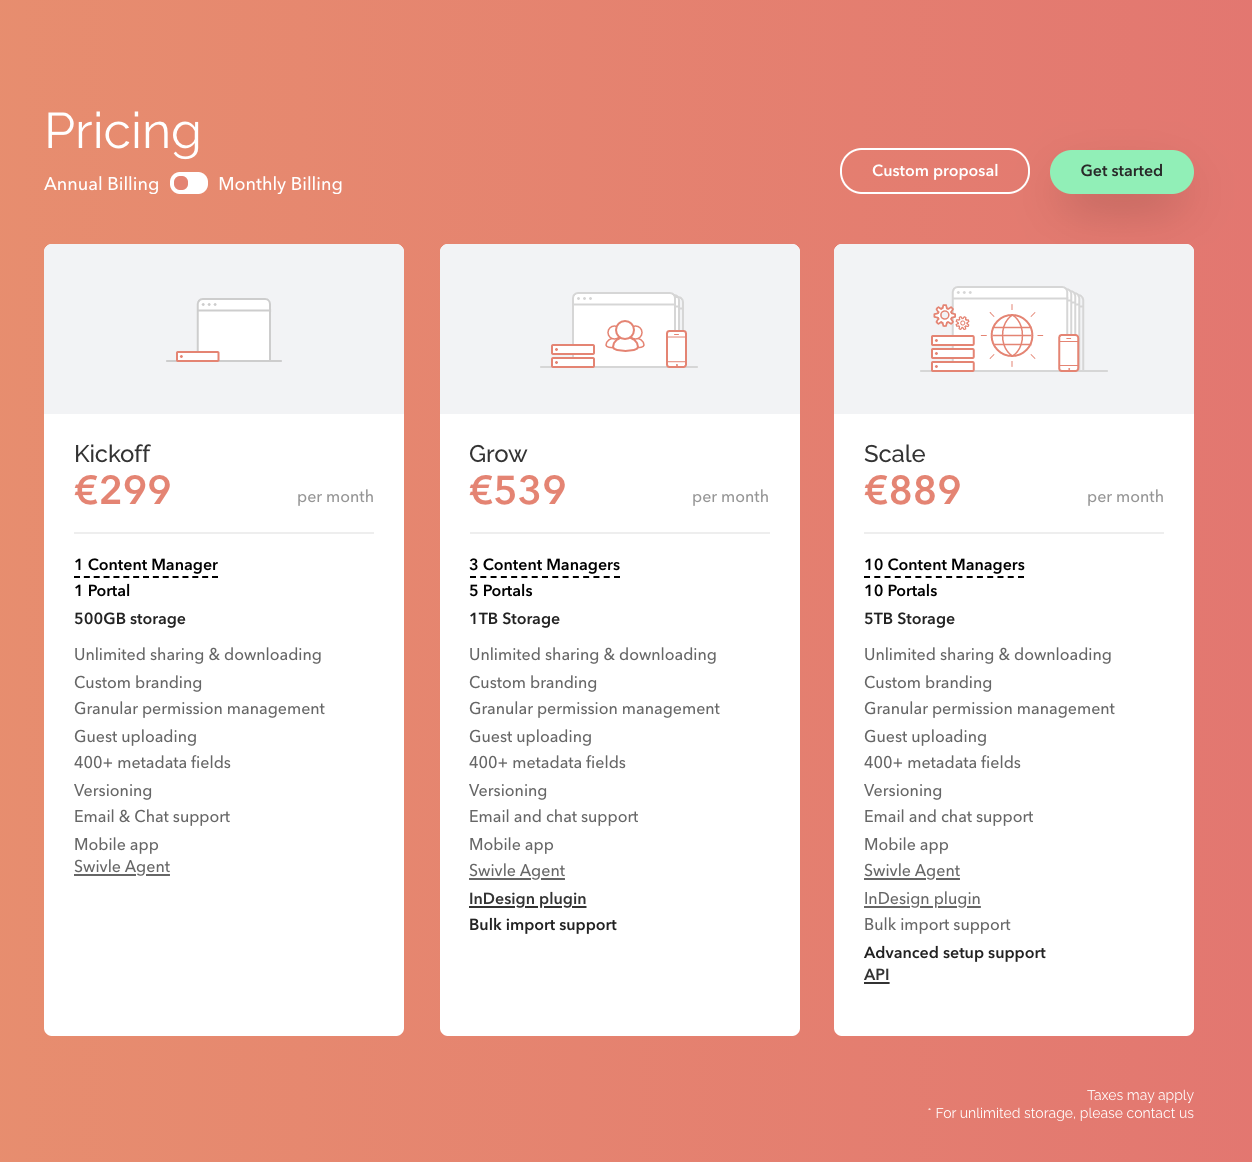 Pricing
Annual Billing Monthly Billing
Custom proposal
Get started
Kickoff
€299 per month
1 Content Manager
1 Portal
500GB storage
Unlimited sharing & downloading
Custom branding
Granular permission management
Guest uploading
400+ metadata fields
Versioning
Email & Chat support
Mobile app
Swivle Agent
Grow
€539 per month
3 Content Managers
5 Portals
1TB Storage
Unlimited sharing & downloading
Custom branding
Granular permission management
Guest uploading
400+ metadata fields
Versioning
Email and chat support
Mobile app
Swivle Agent
InDesign plugin
Bulk import support
Scale
€889 per month
10 Content Managers
10 Portals
5TB Storage
Unlimited sharing & downloading
Custom branding
Granular permission management
Guest uploading
400+ metadata fields
Versioning
Email and chat support
Mobile app
Swivle Agent
InDesign plugin
Bulk import support
Advanced setup support
API
Taxes may apply
* For unlimited storage, please contact us